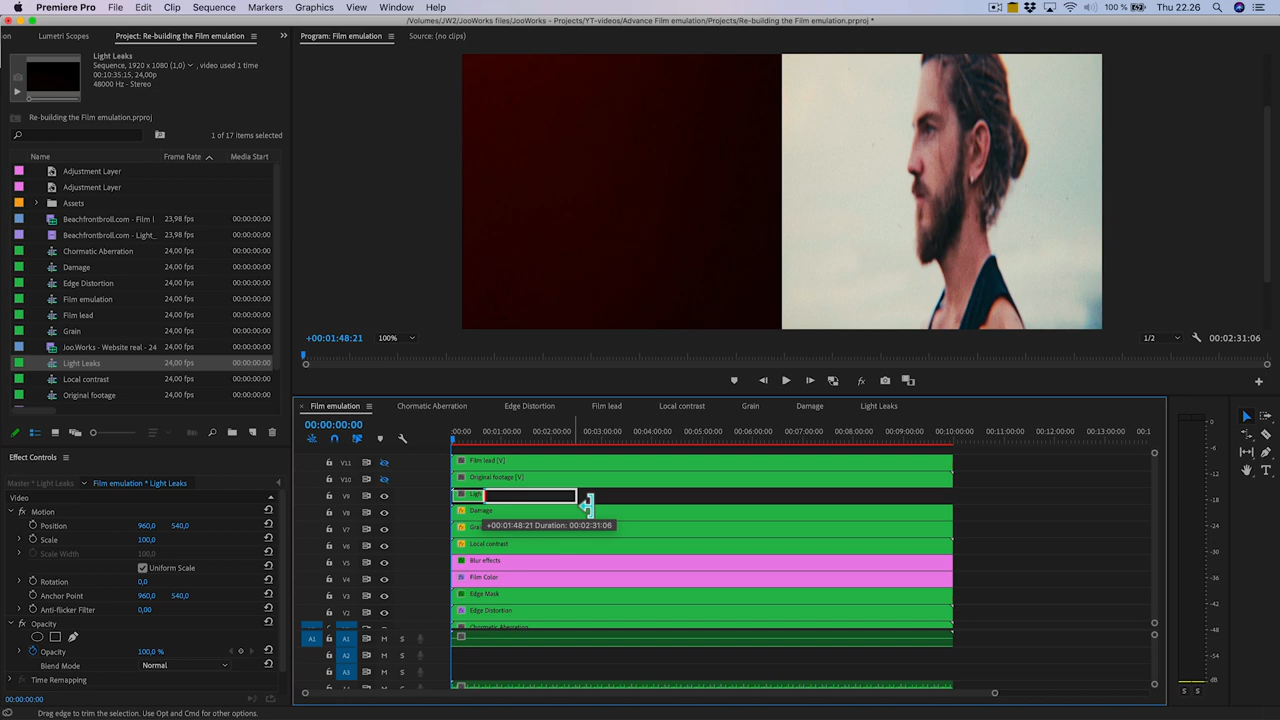 Premiere Pro File Edit Clip Sequence Markers Graphics View Window Help 100 % Thu 22.26
/Volumes/JW2/JooWorks files/JooWorks - Projects/YT-videos/Advance Film emulation/Projects/Re-building the Film emulation.prproj *
on Lumetri Scopes Project: Re-building the Film emulation Program: Film emulation Source: (no clips)
Light Leaks
Sequence, 1920 x 1080 (1,0) , video used 1 time
00:10:35:15, 24,00p
48000 Hz - Stereo
Re-building the Film emulation.prproj
1 of 17 items selected
Name Frame Rate Media Start
Adjustment Layer
Adjustment Layer
Assets
Beachfrontbroll.com - Film l 23,98 fps 00:00:00:00
Beachfrontbroll.com - Light_ 23,98 fps 00:00:00:00
Chormatic Aberration 24,00 fps 00:00:00:00
Damage 24,00 fps 00:00:00:00
Edge Distortion 24,00 fps 00:00:00:00
Film emulation 24,00 fps 00:00:00:00
Film lead 24,00 fps 00:00:00:00
Grain 24,00 fps 00:00:00:00
Joo.Works - Website real - 24 24,00 fps 00:00:00:00
Light Leaks 24,00 fps 00:00:00:00
Local contrast 24,00 fps 00:00:00:00
Original footage 24,00 fps 00:00:00:00
+00:01:48:21 100% 1/2 00:02:31:06
Effect Controls
Master * Light Leaks Film emulation * Light Leaks
Video
Motion
Position 960,0 540,0
Scale 100,0
Scale Width 100,0
Uniform Scale
Rotation 0,0
Anchor Point 960,0 540,0
Anti-flicker Filter 0,00
Opacity
Opacity 100,0 %
Blend Mode Normal
Time Remapping
00:00:00:00
Film emulation Chormatic Aberration Edge Distortion Film lead Local contrast Grain Damage Light Leaks
00:00:00:00
:00:00 00:01:00:00 00:02:00:00 00:03:00:00 00:04:00:00 00:05:00:00 00:06:00:00 00:07:00:00 00:08:00:00 00:09:00:00 00:10:00:00 00:11:00:00 00:12:00:00 00:1
V11 Film lead [V]
V10 Original footage [V]
V9 Ligh
V8 Damage
V7 Gra
+00:01:48:21 Duration: 00:02:31:06
V6 Local contrast
V5 Blur effects
V4 Film Color
V3 Edge Mask
V2 Edge Distortion
Chormatic Aberration
A1 A1 M S
A2 M S
A3 M S
0
-6
-12
-18
-24
-30
-36
-42
-48
-54
dB
S S
Drag edge to trim the selection. Use Opt and Cmd for other options.